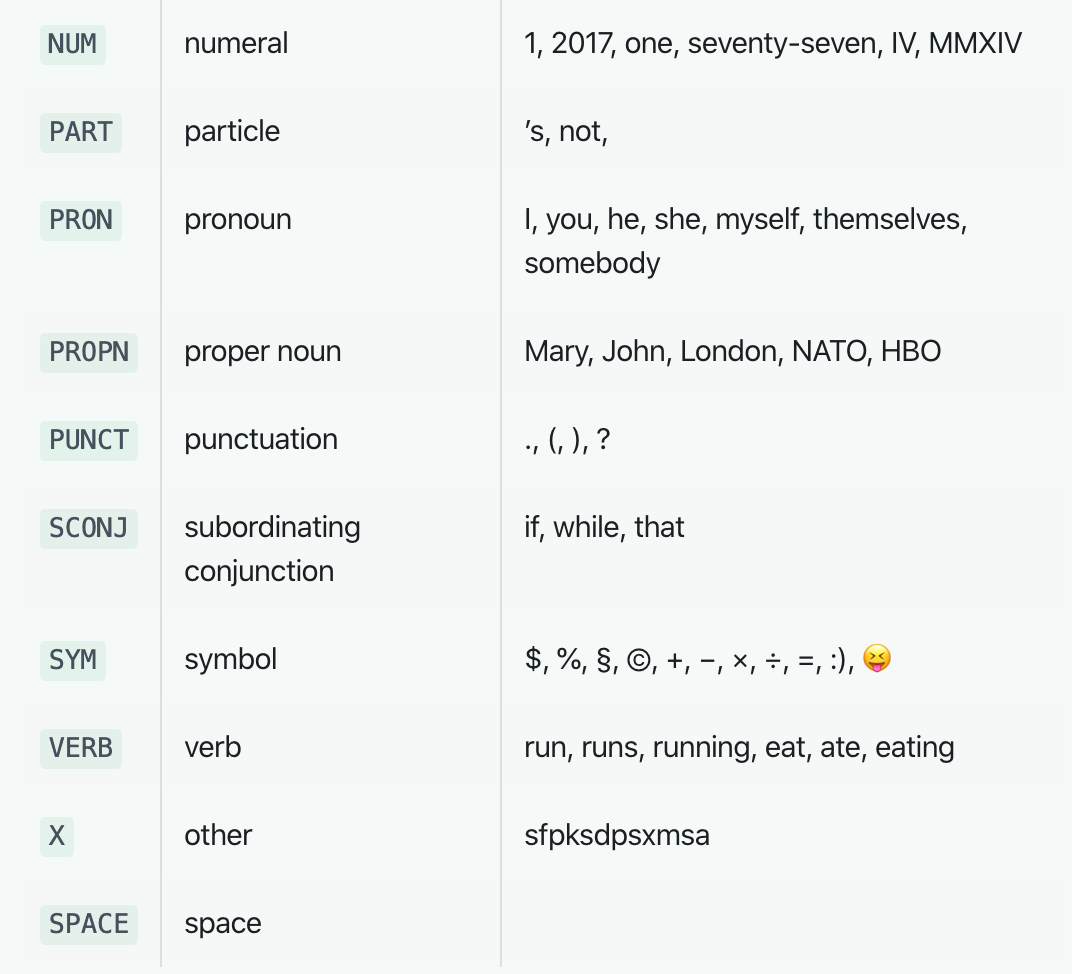 NUM numeral 1, 2017, one, seventy-seven, IV, MMXIV
PART particle ’s, not,
PRON pronoun I, you, he, she, myself, themselves,
somebody
PROPN proper noun Mary, John, London, NATO, HBO
PUNCT punctuation ., (, ), ?
SCONJ subordinating if, while, that
conjunction
SYM symbol $, %, §, ©, +, −, ×, ÷, =, :), 😝
VERB verb run, runs, running, eat, ate, eating
X other sfpksdpsxmsa
SPACE space